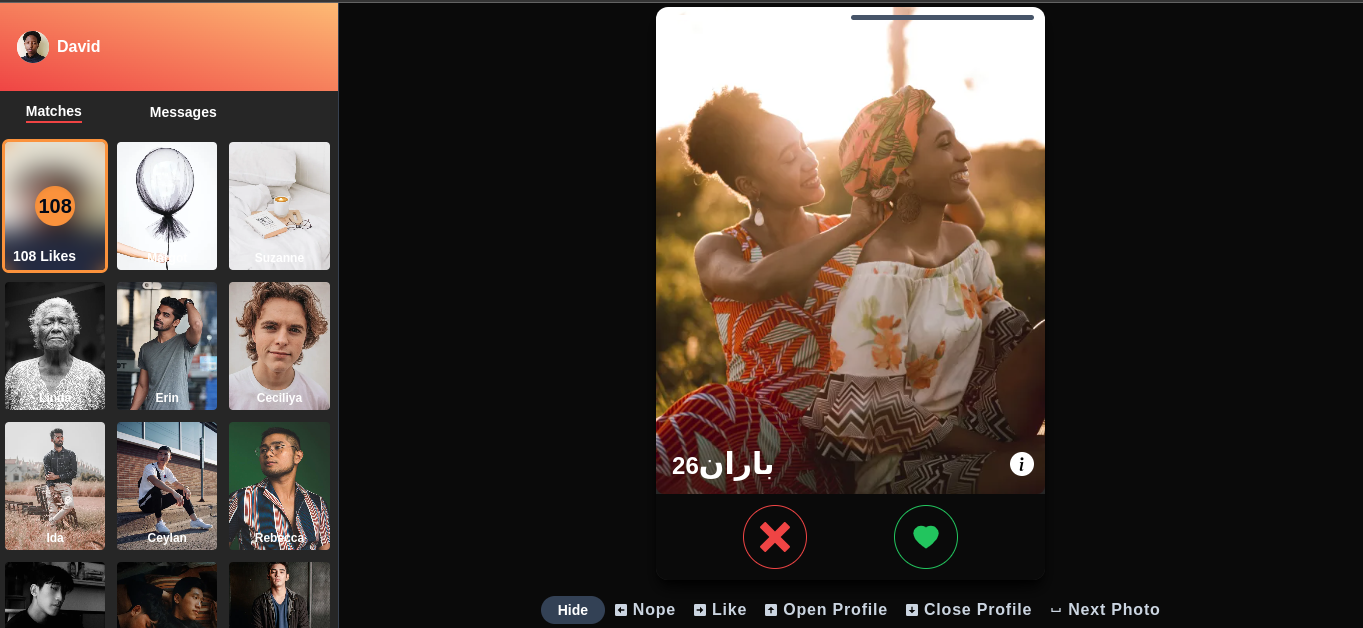 David
Matches
Messages
108
108 Likes
Suzanne
Linda
Erin
Ceciliya
Ida
Ceylan
Rebecca
باران26
i
Hide
Nope
Like
Open Profile
Close Profile
Next Photo